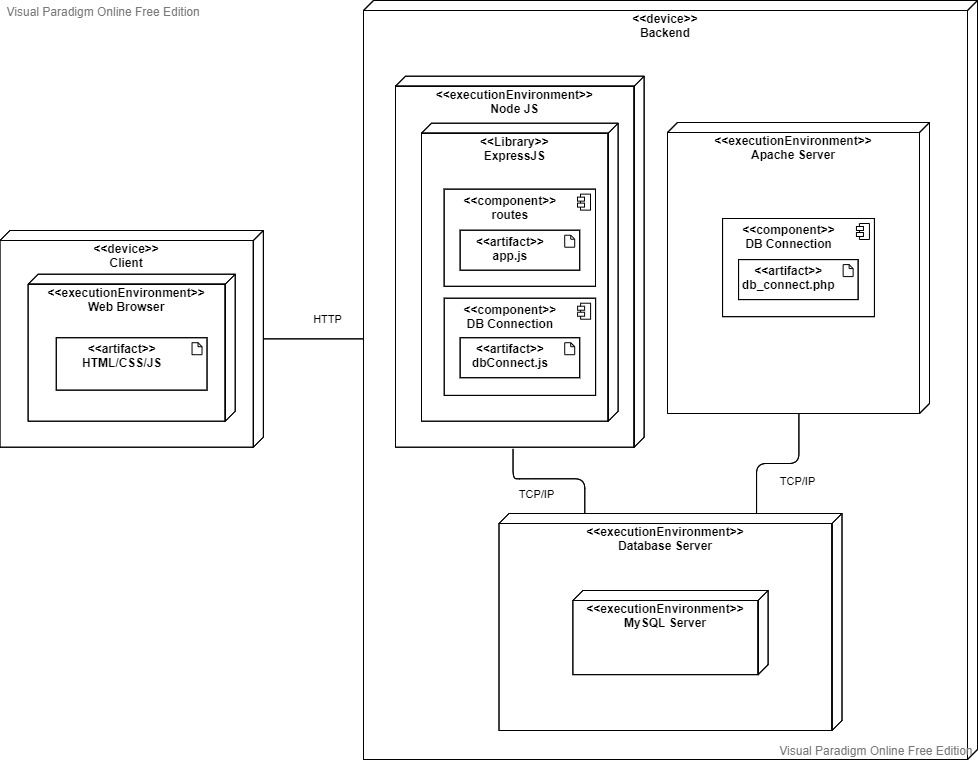 Visual Paradigm Online Free Edition
<<device>>
Backend
<<executionEnvironment>>
Node JS
<<Library>>
ExpressJS
<<component>>
routes
<<artifact>>
app.js
<<component>>
DB Connection
<<artifact>>
dbConnect.js
<<executionEnvironment>>
Apache Server
<<component>>
DB Connection
<<artifact>>
db_connect.php
<<device>>
Client
<<executionEnvironment>>
Web Browser
<<artifact>>
HTML/CSS/JS
HTTP
TCP/IP
TCP/IP
<<executionEnvironment>>
Database Server
<<executionEnvironment>>
MySQL Server
Visual Paradigm Online Free Edition